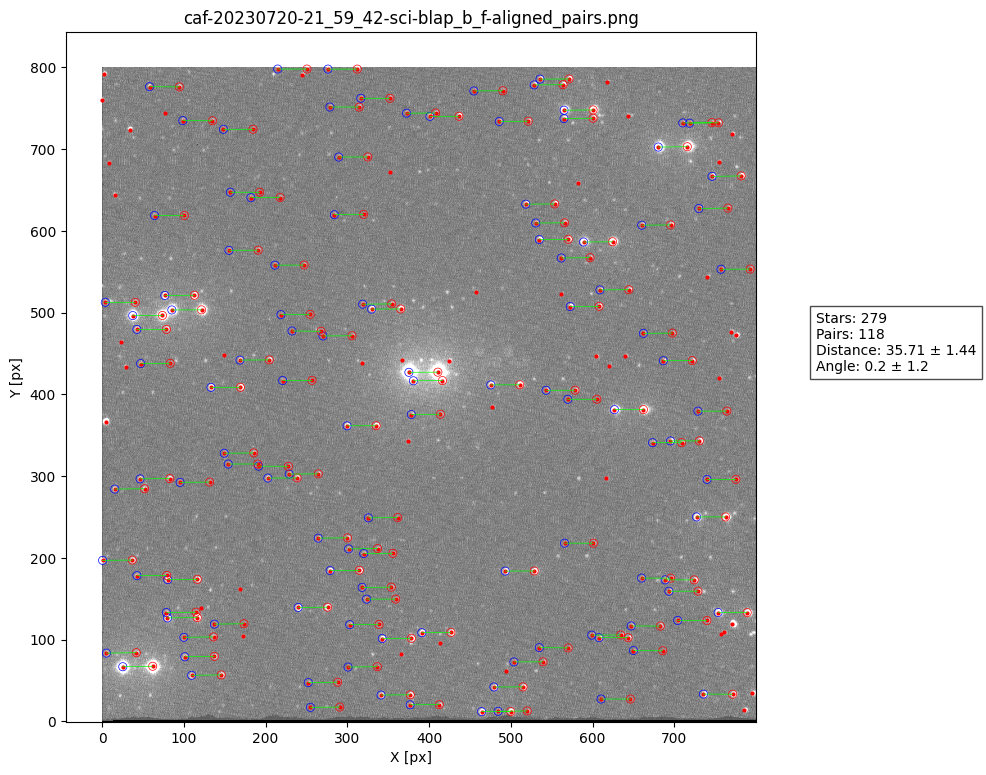 caf-20230720-21_59_42-sci-blap_b_f-aligned_pairs.png
800
700
600
500
400
300
200
100
0
Y [px]
0 100 200 300 400 500 600 700
X [px]
Stars: 279
Pairs: 118
Distance: 35.71 ± 1.44
Angle: 0.2 ± 1.2